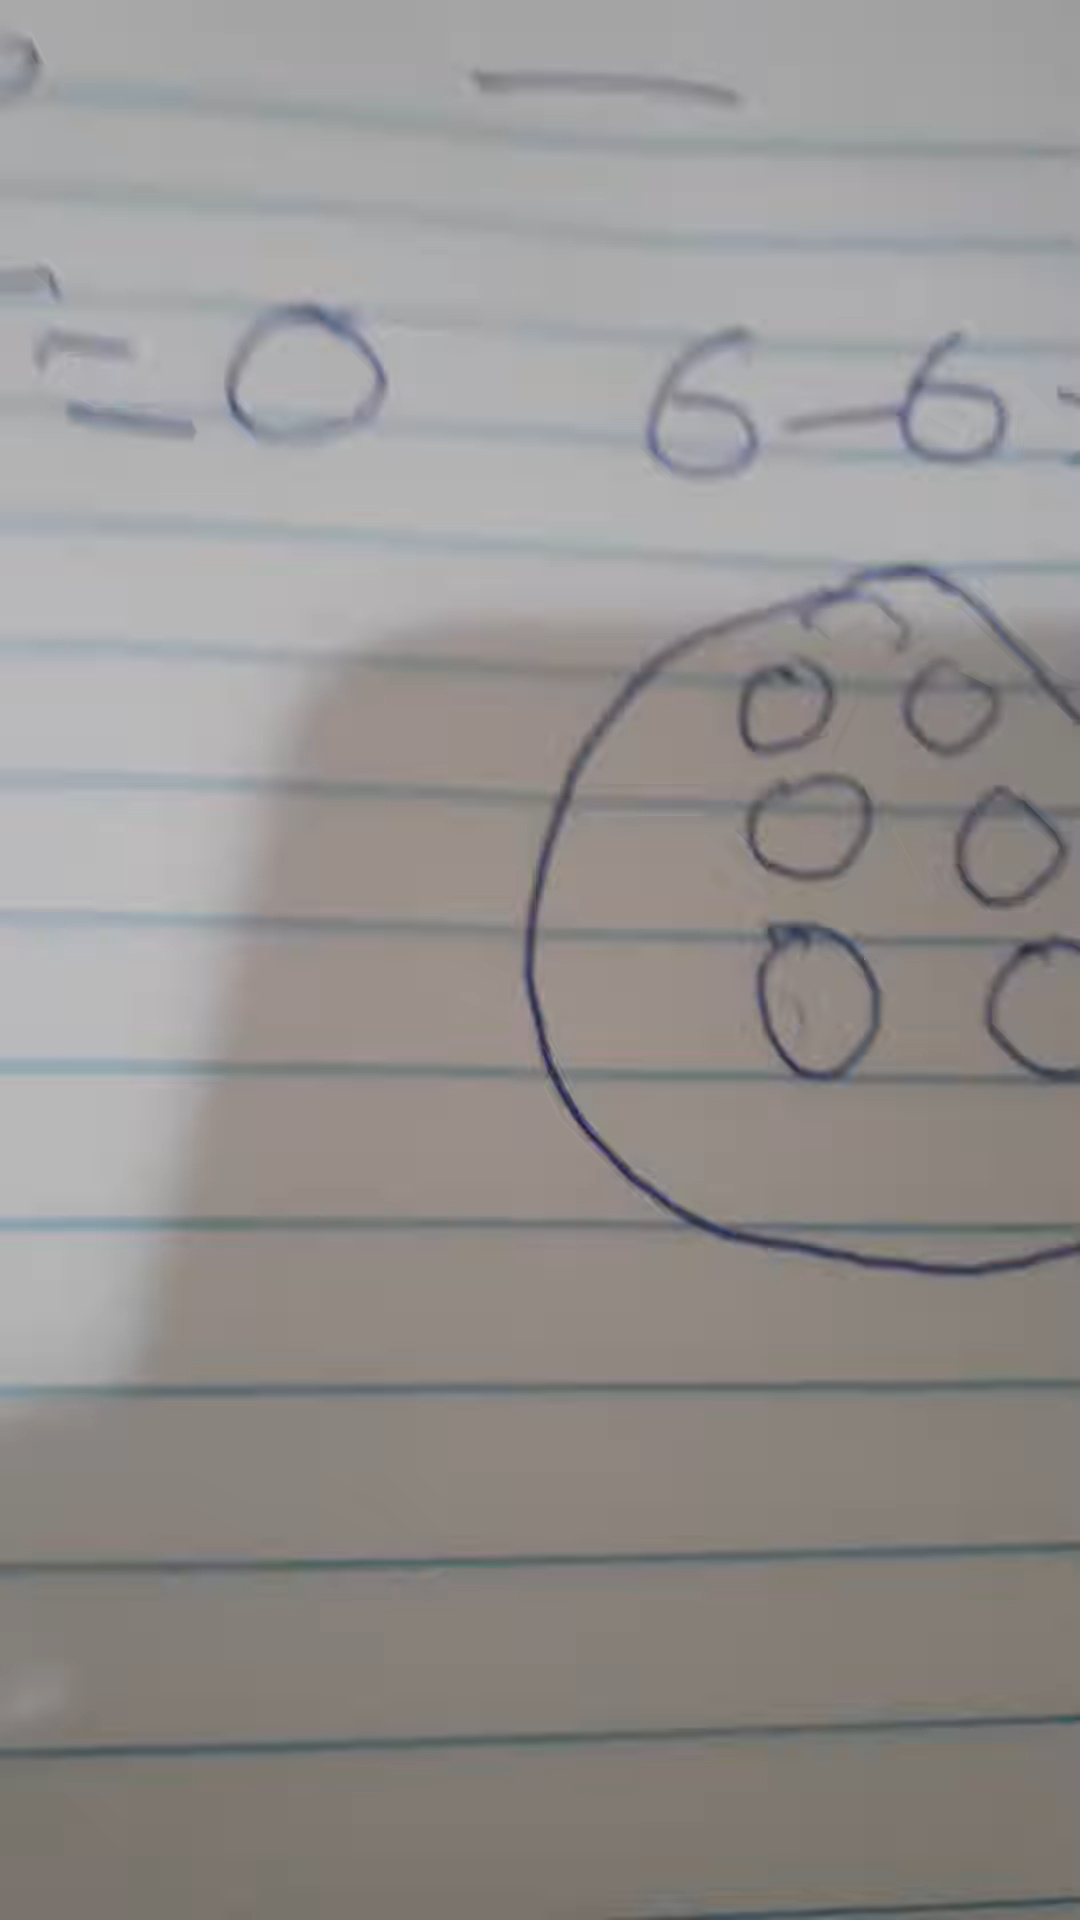 = 0 6 - 6 =